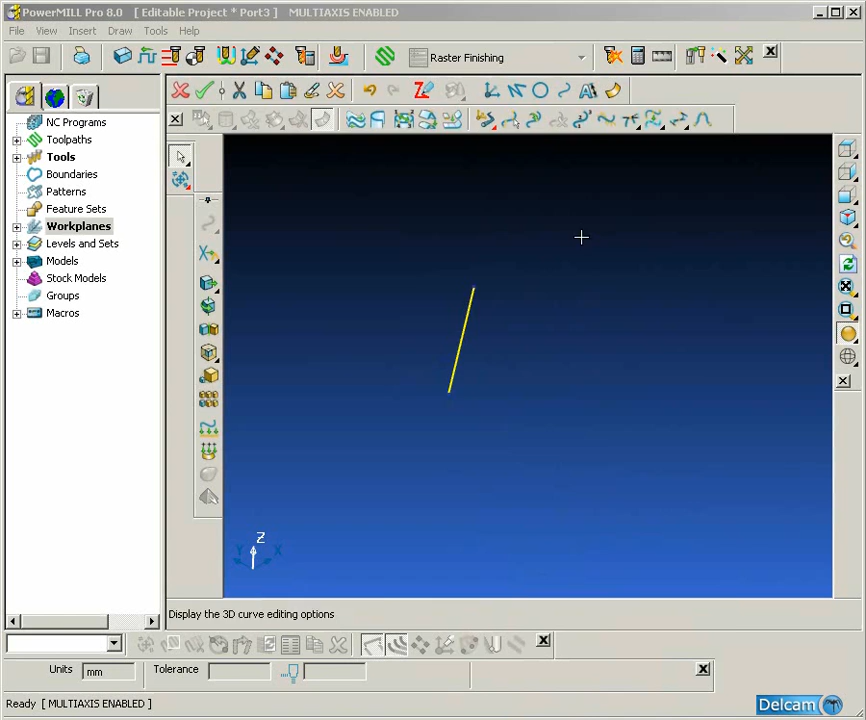 PowerMILL Pro 8.0   [ Editable Project * Port3 ]   MULTIAXIS ENABLED
File View Insert Draw Tools Help
Raster Finishing
NC Programs
Toolpaths
Tools
Boundaries
Patterns
Feature Sets
Workplanes
Levels and Sets
Models
Stock Models
Groups
Macros
Z
Y X
Display the 3D curve editing options
Units mm Tolerance
Ready [ MULTIAXIS ENABLED ] Delcam